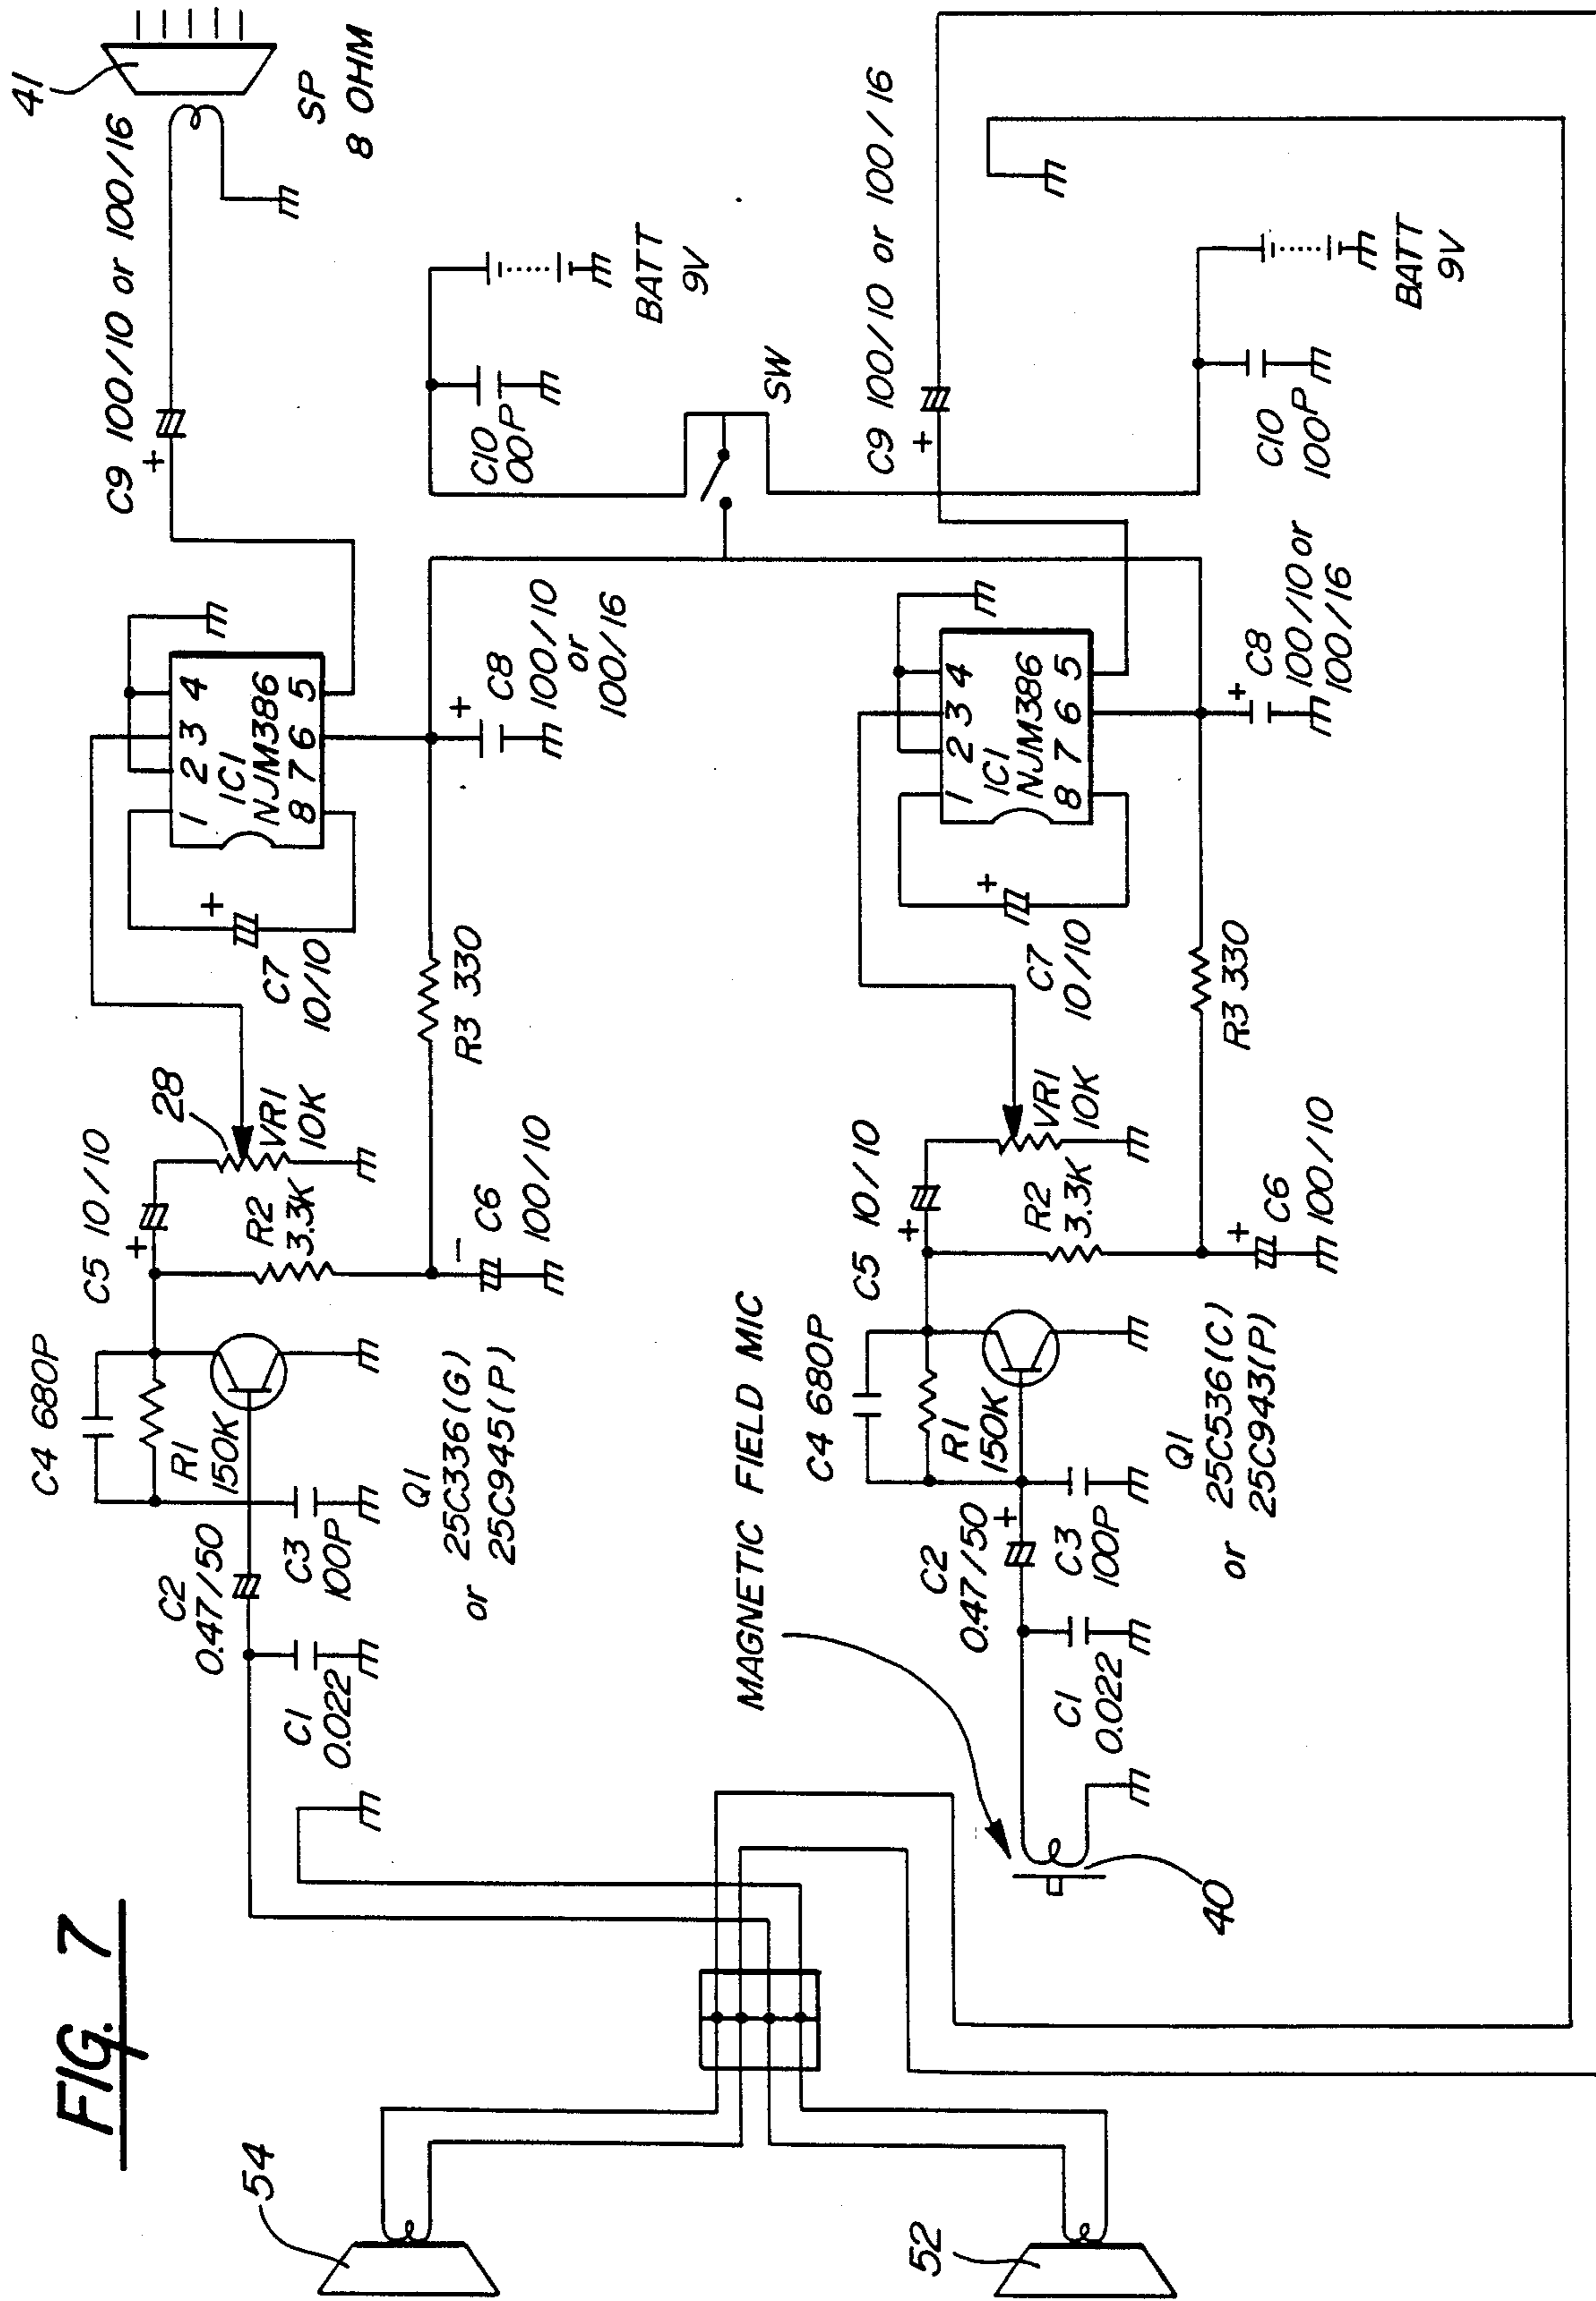 FIG. 7
41
SP
8 OHM
C9 100/10 or 100/16
4
3
2
1
IC1
NJM386
5
6
7
8
C7
10/10
28
VR1
10K
C5 10/10
+
R2
3.3K
C4 680P
R1
150K
C2
0.47/50
C3
100P
C1
0.022
Q1
25C336(G)
or 25C945(P)
- C6
100/10
R3 330
+
C8
100/10
or
100/16
C10
00P
BATT
9V
SW
54
52
MAGNETIC FIELD MIC
40
C9 100/10 or 100/16
+
4
3
2
1
IC1
NJM386
5
6
7
8
+
C7
10/10
VR1
10K
C5 10/10
+
R2
3.3K
C4 680P
R1
150K
C2
0.47/50
+
C3
100P
C1
0.022
Q1
25C536(C)
or 25C943(P)
+ C6
100/10
R3 330
+ C8
100/10 or
100/16
C10
100P
BATT
9V